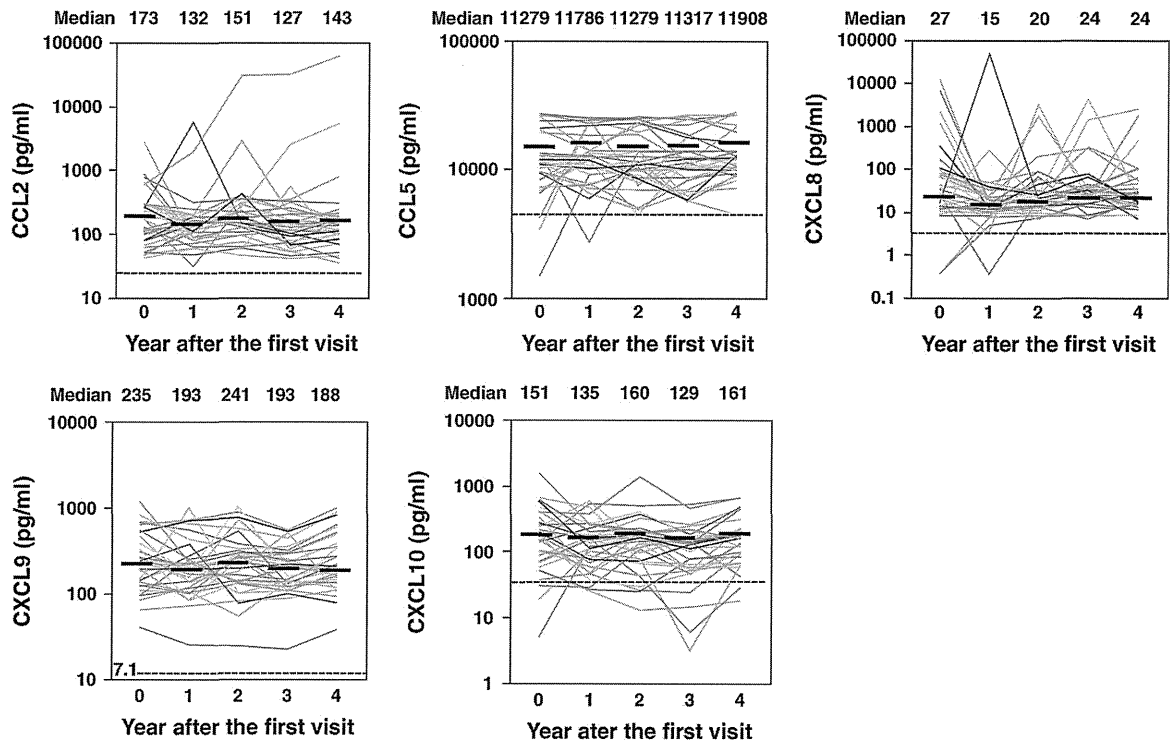 Median 173 132 151 127 143
100000
10000
1000
100
10
CCL2 (pg/ml)
0 1 2 3 4
Year after the first visit
Median 11279 11786 11279 11317 11908
100000
10000
1000
CCL5 (pg/ml)
0 1 2 3 4
Year after the first visit
Median 27 15 20 24 24
100000
10000
1000
100
10
1
0.1
CXCL8 (pg/ml)
0 1 2 3 4
Year after the first visit
Median 235 193 241 193 188
10000
1000
100
10
7.1
CXCL9 (pg/ml)
0 1 2 3 4
Year after the first visit
Median 151 135 160 129 161
10000
1000
100
10
1
CXCL10 (pg/ml)
0 1 2 3 4
Year ater the first visit